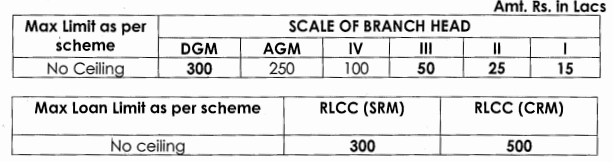 Amt. Rs. in Lacs
Max Limit as per scheme SCALE OF BRANCH HEAD
DGM AGM IV III II I
No Ceiling 300 250 100 50 25 15
Max Loan Limit as per scheme RLCC (SRM) RLCC (CRM)
No ceiling 300 500